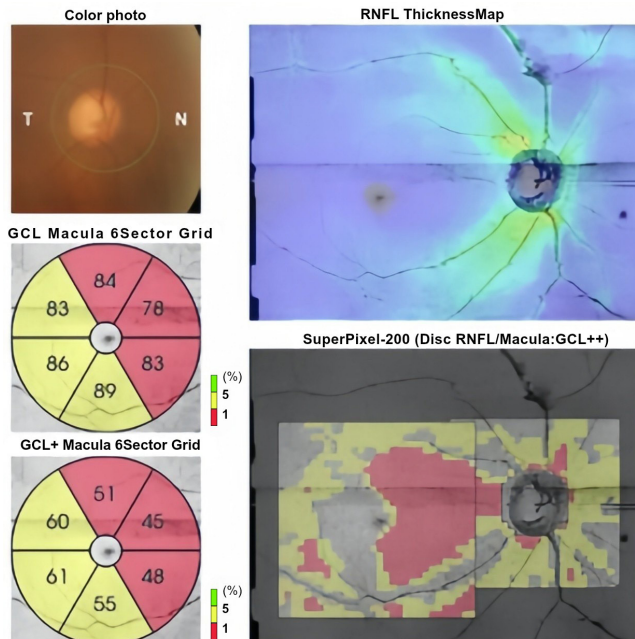 Color photo
T
N
RNFL ThicknessMap
GCL Macula 6Sector Grid
84
83
78
86
83
89
(%)
5
1
GCL+ Macula 6Sector Grid
51
60
45
61
48
55
(%)
5
1
SuperPixel-200 (Disc RNFL/Macula:GCL++)